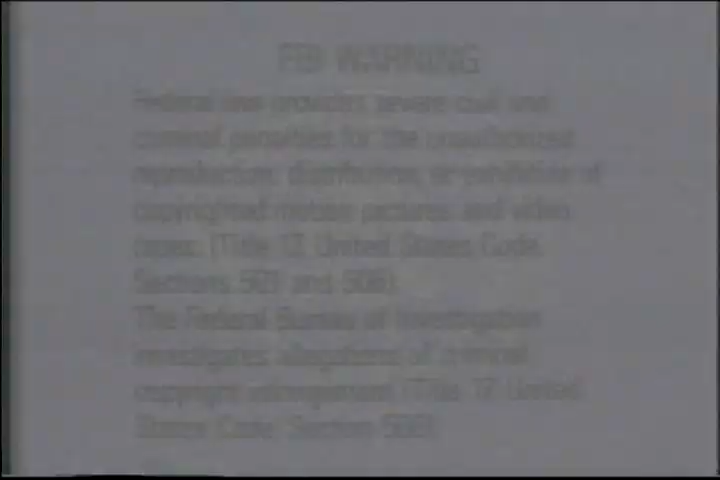 FBI WARNING
Federal law provides severe civil and
criminal penalties for the unauthorized
reproduction, distribution, or exhibition of
copyrighted motion pictures and video
tapes. (Title 17, United States Code,
Sections 501 and 506).
The Federal Bureau of Investigation
investigates allegations of criminal
copyright infringement (Title 17 United
States Code, Section 506)